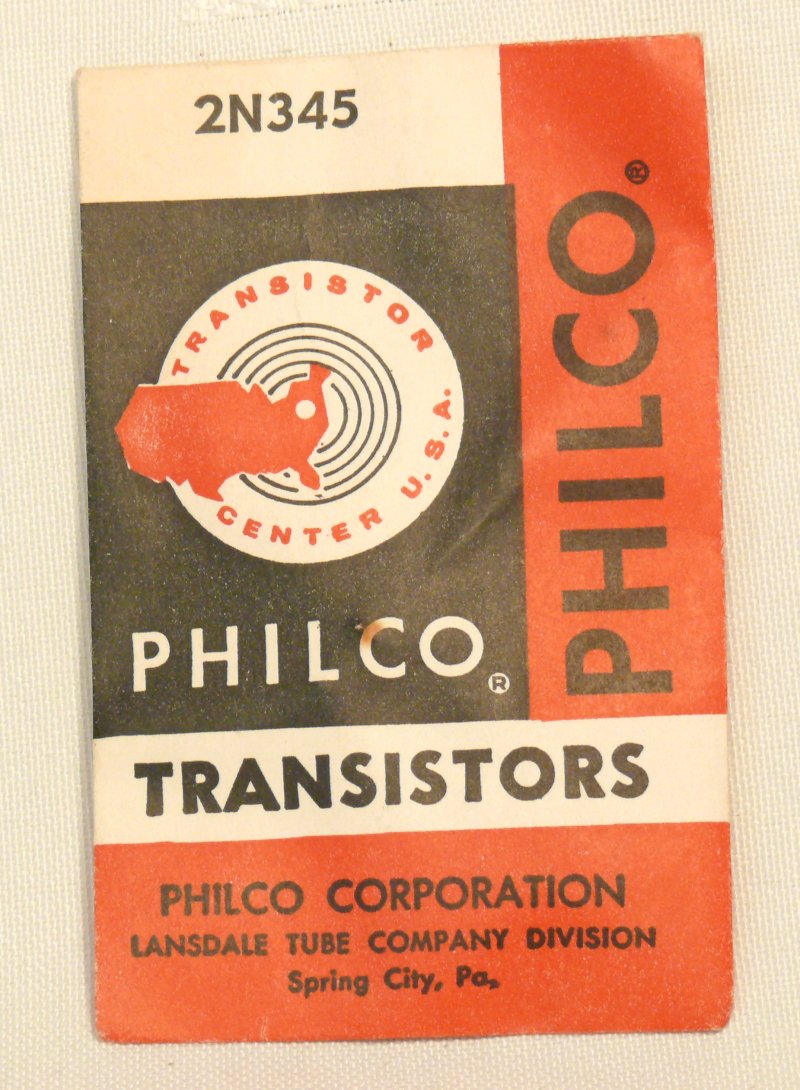 2N345
PHILCO®
TRANSISTOR
CENTER U.S.A.
PHILCO®
TRANSISTORS
PHILCO CORPORATION
LANSDALE TUBE COMPANY DIVISION
Spring City, Pa.